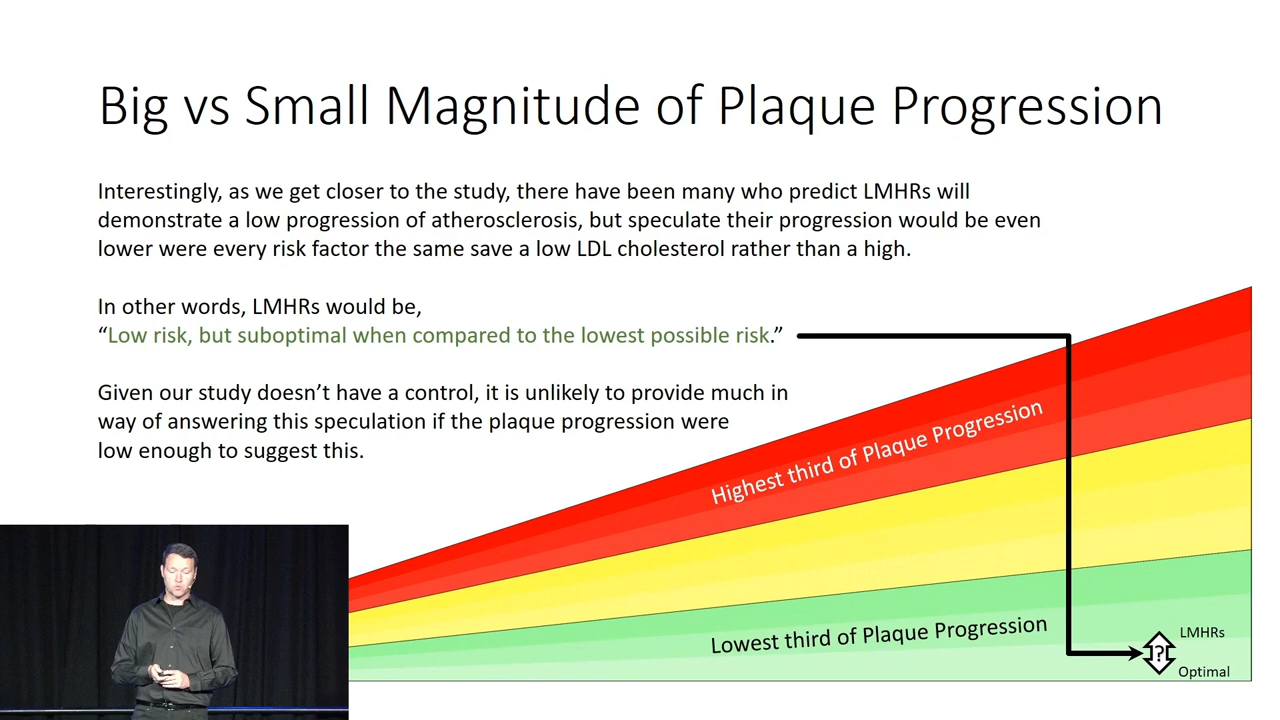 Big vs Small Magnitude of Plaque Progression
Interestingly, as we get closer to the study, there have been many who predict LMHRs will
demonstrate a low progression of atherosclerosis, but speculate their progression would be even
lower were every risk factor the same save a low LDL cholesterol rather than a high.
In other words, LMHRs would be,
“Low risk, but suboptimal when compared to the lowest possible risk.”
Given our study doesn’t have a control, it is unlikely to provide much in
way of answering this speculation if the plaque progression were
low enough to suggest this.
Highest third of Plaque Progression
Lowest third of Plaque Progression
LMHRs
?
Optimal